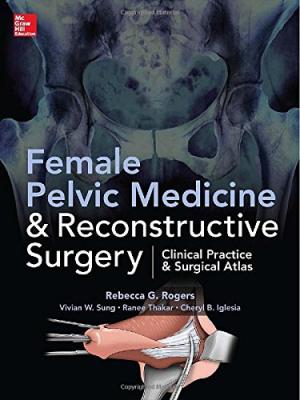 Mc
Graw
Hill
Education
Female
Pelvic Medicine
& Reconstructive
Surgery
Clinical Practice
& Surgical Atlas
Rebecca G. Rogers
Vivian W. Sung • Ranee Thakar • Cheryl B. Iglesia